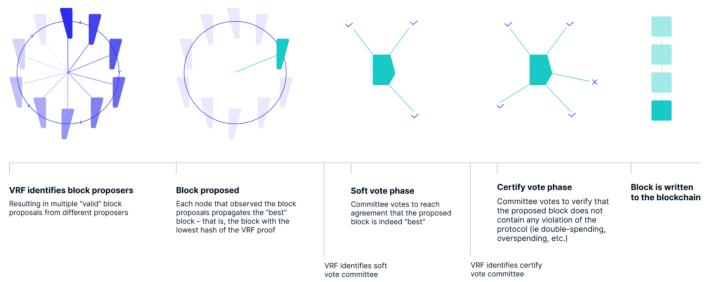 VRF identifies block proposers
Resulting in multiple "valid" block
proposals from different proposers
Block proposed
Each node that observed the block
proposals propagates the "best"
block – that is, the block with the
lowest hash of the VRF proof
Soft vote phase
Committee votes to reach
agreement that the proposed
block is indeed "best"
VRF identifies soft
vote committee
Certify vote phase
Committee votes to verify that
the proposed block does not
contain any violation of the
protocol (ie double-spending,
overspending, etc.)
VRF identifies certify
vote committee
Block is written
to the blockchain